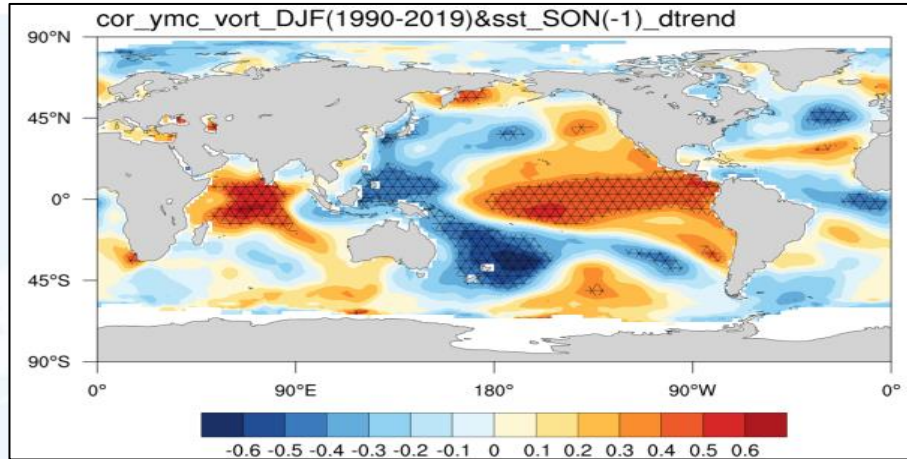 cor_ymc_vort_DJF(1990-2019)&sst_SON(-1)_dtrend
90°N
45°N
0°
45°S
90°S
0° 90°E 180° 90°W 0°
-0.6 -0.5 -0.4 -0.3 -0.2 -0.1 0 0.1 0.2 0.3 0.4 0.5 0.6